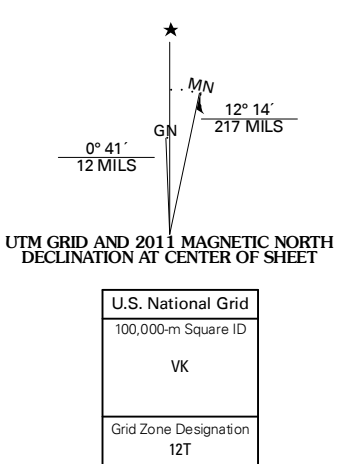 ★
MN
GN
12° 14´
217 MILS
0° 41´
12 MILS
UTM GRID AND 2011 MAGNETIC NORTH
DECLINATION AT CENTER OF SHEET
U.S. National Grid
100,000-m Square ID
VK
Grid Zone Designation
12T